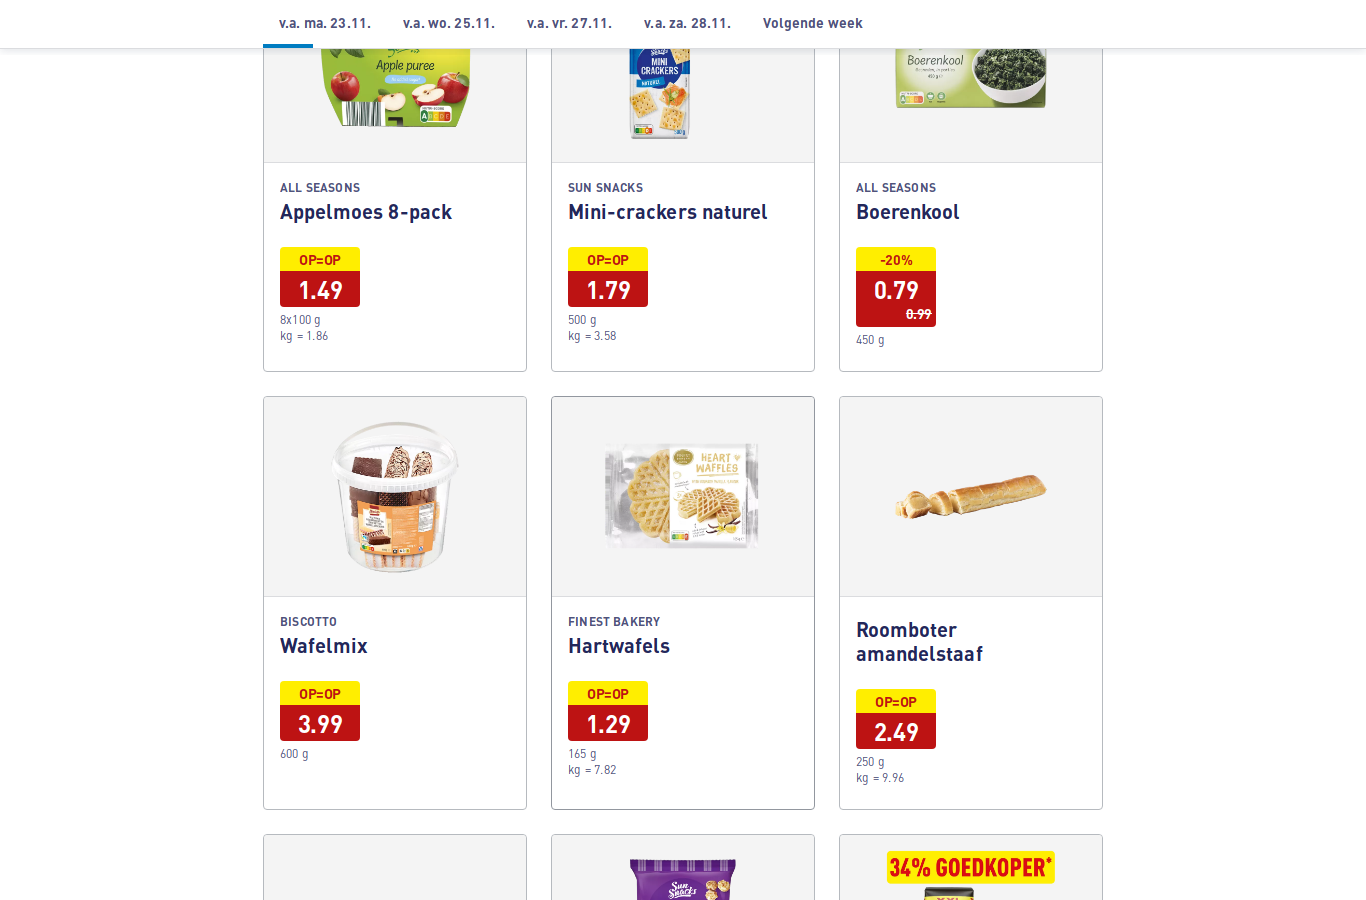 v.a. ma. 23.11.
v.a. wo. 25.11.
v.a. vr. 27.11.
v.a. za. 28.11.
Volgende week
Apple puree
MINI
CRACKERS
NATUREL
500 g
Boerenkool
450 g
ALL SEASONS
Appelmoes 8-pack
OP=OP
1.49
8x100 g
kg = 1.86
SUN SNACKS
Mini-crackers naturel
OP=OP
1.79
500 g
kg = 3.58
ALL SEASONS
Boerenkool
-20%
0.79
0.99
450 g
HEART
WAFFLES
BISCOTTO
Wafelmix
OP=OP
3.99
600 g
FINEST BAKERY
Hartwafels
OP=OP
1.29
165 g
kg = 7.82
Roomboter
amandelstaaf
OP=OP
2.49
250 g
kg = 9.96
Sun
Snacks
34% GOEDKOPER*